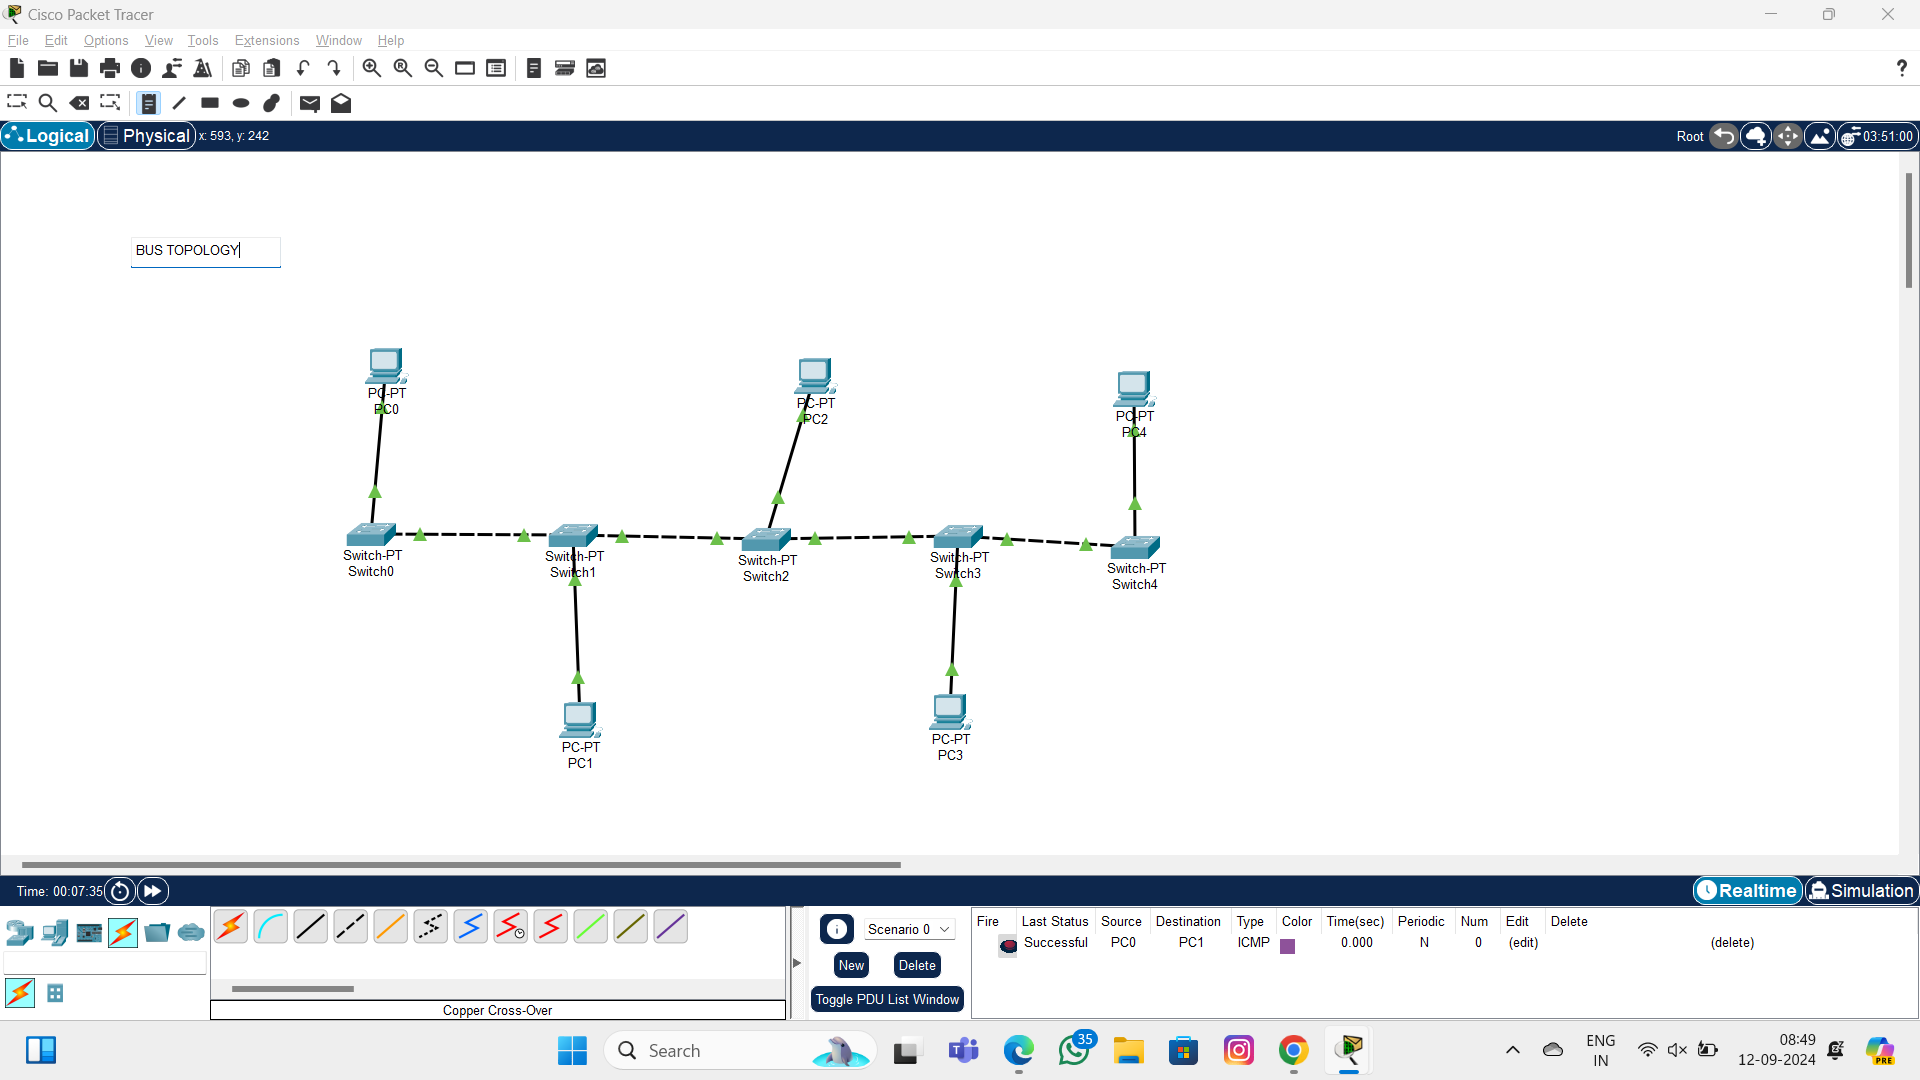 Cisco Packet Tracer
File Edit Options View Tools Extensions Window Help
?
Logical Physical x: 593, y: 242 Root 03:51:00
BUS TOPOLOGY
PC-PT
PC0
PC-PT
PC2
PC-PT
PC4
Switch-PT
Switch0
Switch-PT
Switch1
Switch-PT
Switch2
Switch-PT
Switch3
Switch-PT
Switch4
PC-PT
PC1
PC-PT
PC3
Time: 00:07:35 Realtime Simulation
Scenario 0
New Delete
Toggle PDU List Window
Fire Last Status Source Destination Type Color Time(sec) Periodic Num Edit Delete
Successful PC0 PC1 ICMP 0.000 N 0 (edit) (delete)
Copper Cross-Over
Search
35
ENG
IN
08:49
12-09-2024
PRE